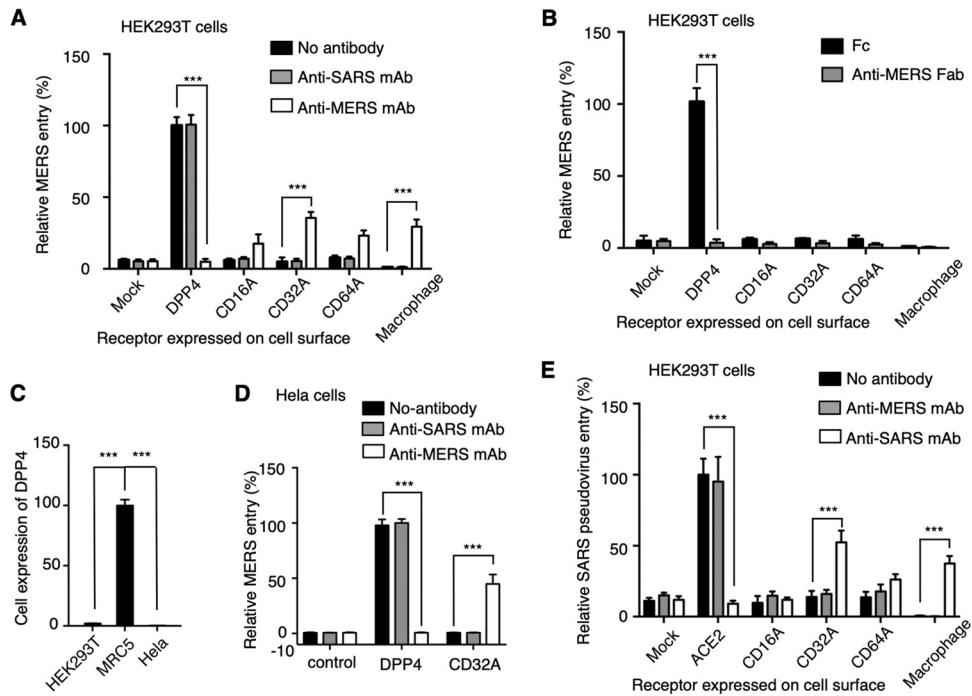 A
HEK293T cells
No antibody
Anti-SARS mAb
Anti-MERS mAb
Relative MERS entry (%)
150
100
50
0
***
***
***
Mock
DPP4
CD16A
CD32A
CD64A
Macrophage
Receptor expressed on cell surface
B
HEK293T cells
Fc
Anti-MERS Fab
Relative MERS entry (%)
150
100
50
0
***
Mock
DPP4
CD16A
CD32A
CD64A
Macrophage
Receptor expressed on cell surface
C
Cell expression of DPP4
150
100
50
0
***
***
HEK293T
MRC5
Hela
D
Hela cells
No-antibody
Anti-SARS mAb
Anti-MERS mAb
Relative MERS entry (%)
150
100
50
0
-10
***
***
control
DPP4
CD32A
E
HEK293T cells
No antibody
Anti-MERS mAb
Anti-SARS mAb
Relative SARS pseudovirus entry (%)
150
100
50
0
***
***
***
Mock
ACE2
CD16A
CD32A
CD64A
Macrophage
Receptor expressed on cell surface